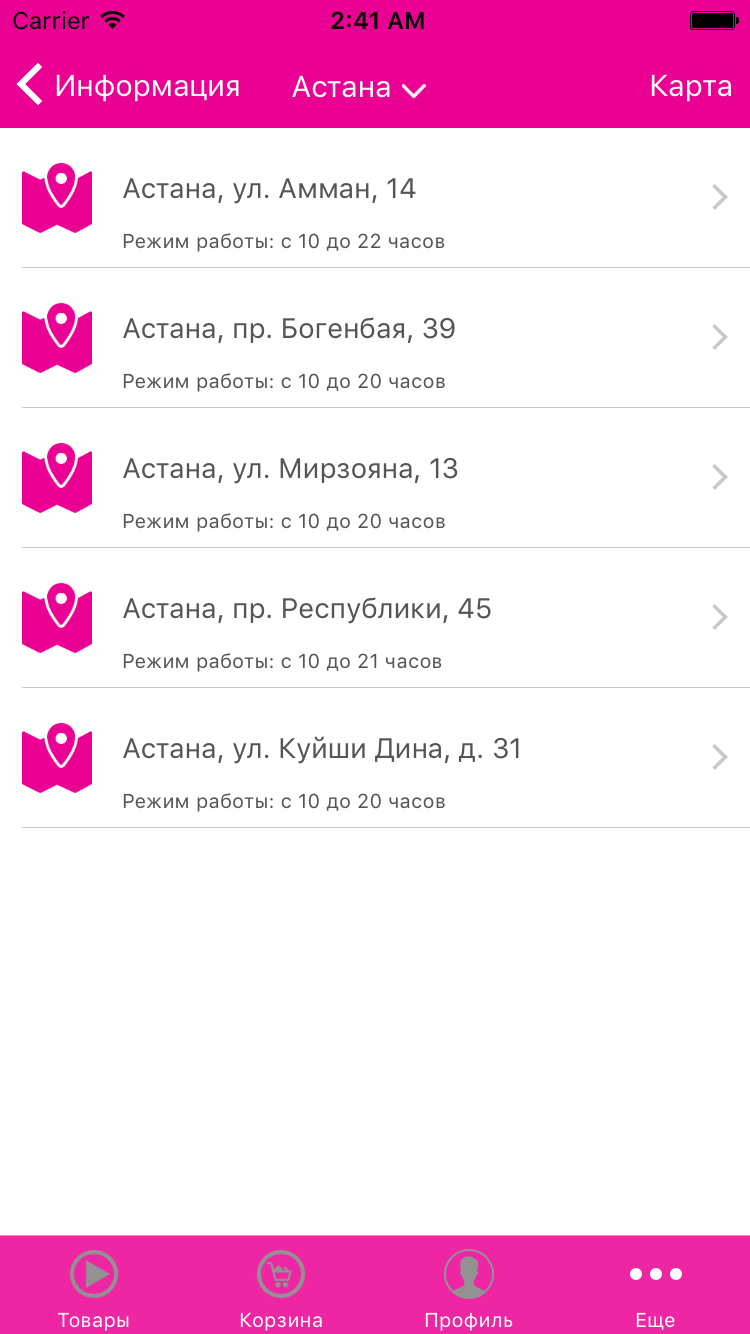 Carrier 2:41 AM
Информация Астана Карта
Астана, ул. Амман, 14
Режим работы: с 10 до 22 часов
Астана, пр. Богенбая, 39
Режим работы: с 10 до 20 часов
Астана, ул. Мирзояна, 13
Режим работы: с 10 до 20 часов
Астана, пр. Республики, 45
Режим работы: с 10 до 21 часов
Астана, ул. Куйши Дина, д. 31
Режим работы: с 10 до 20 часов
Товары Корзина Профиль Еще